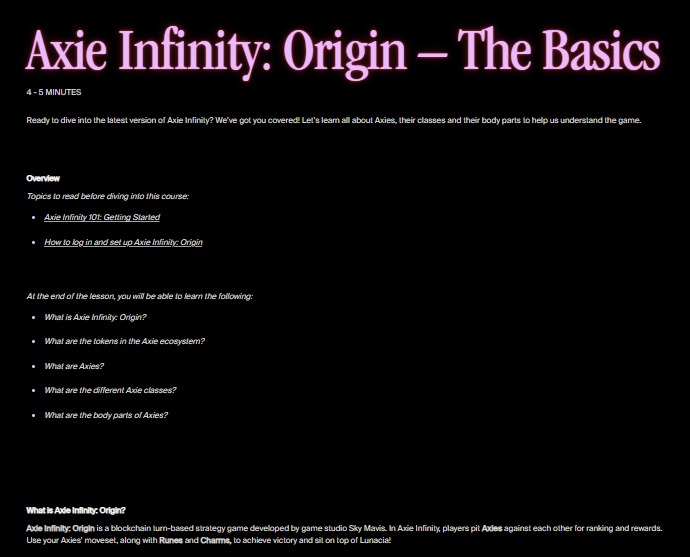 Axie Infinity: Origin – The Basics
4 - 5 MINUTES
Ready to dive into the latest version of Axie Infinity? We've got you covered! Let's learn all about Axies, their classes and their body parts to help us understand the game.
Overview
Topics to read before diving into this course:
• Axie Infinity 101: Getting Started
• How to log in and set up Axie Infinity: Origin
At the end of the lesson, you will be able to learn the following:
• What is Axie Infinity: Origin?
• What are the tokens in the Axie ecosystem?
• What are Axies?
• What are the different Axie classes?
• What are the body parts of Axies?
What is Axie Infinity: Origin?
Axie Infinity: Origin is a blockchain turn-based strategy game developed by game studio Sky Mavis. In Axie Infinity, players pit Axies against each other for ranking and rewards.
Use your Axies' moveset, along with Runes and Charms, to achieve victory and sit on top of Lunacia!